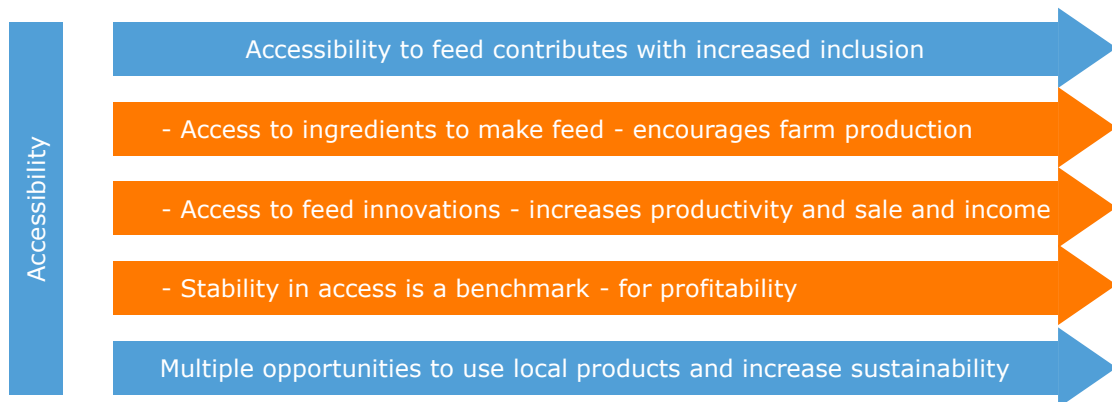 Accessibility
Accessibility to feed contributes with increased inclusion
- Access to ingredients to make feed - encourages farm production
- Access to feed innovations - increases productivity and sale and income
- Stability in access is a benchmark - for profitability
Multiple opportunities to use local products and increase sustainability